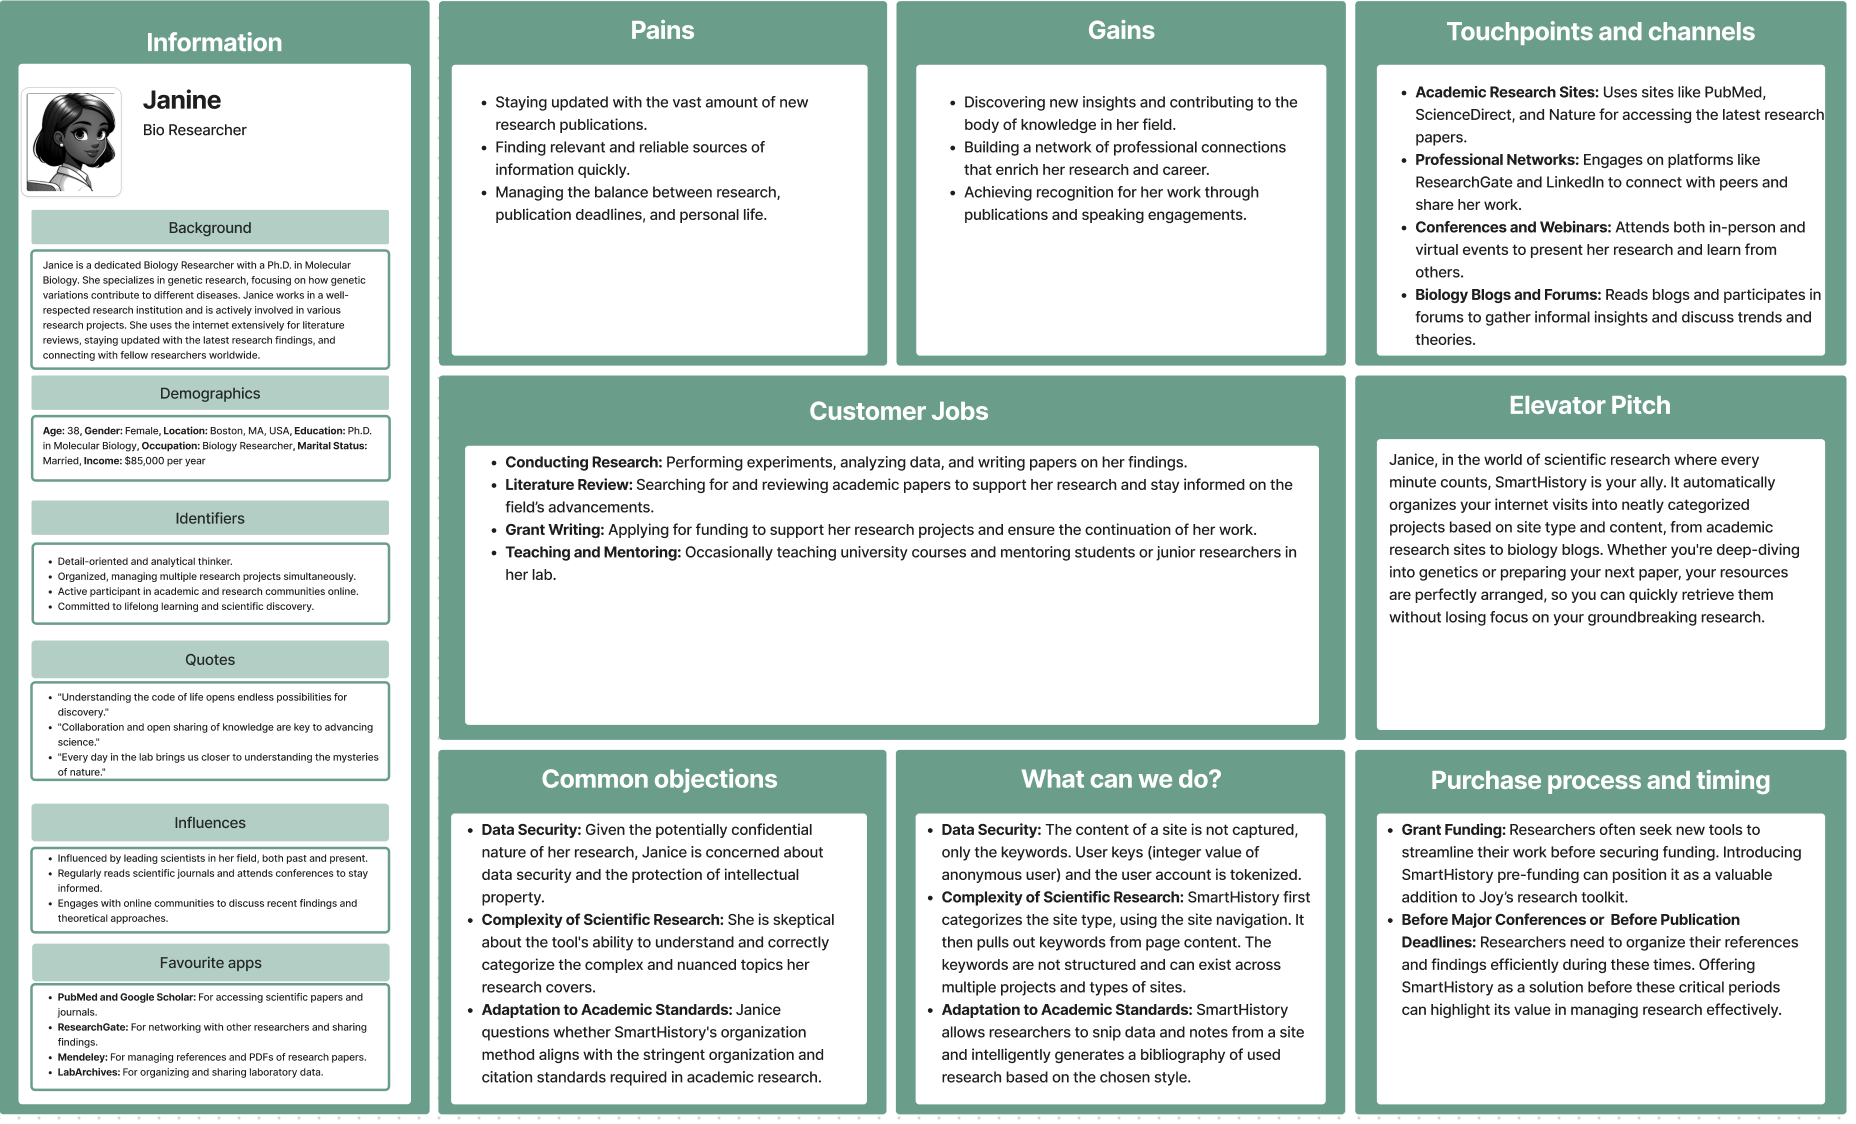 Information
Janine
Bio Researcher
Background
Janice is a dedicated Biology Researcher with a Ph.D. in Molecular
Biology. She specializes in genetic research, focusing on how genetic
variations contribute to different diseases. Janice works in a well-
respected research institution and is actively involved in various
research projects. She uses the internet extensively for literature
reviews, staying updated with the latest research findings, and
connecting with fellow researchers worldwide.
Demographics
Age: 38, Gender: Female, Location: Boston, MA, USA, Education: Ph.D.
in Molecular Biology, Occupation: Biology Researcher, Marital Status:
Married, Income: $85,000 per year
Identifiers
• Detail-oriented and analytical thinker.
• Organized, managing multiple research projects simultaneously.
• Active participant in academic and research communities online.
• Committed to lifelong learning and scientific discovery.
Quotes
• "Understanding the code of life opens endless possibilities for
discovery."
• "Collaboration and open sharing of knowledge are key to advancing
science."
• "Every day in the lab brings us closer to understanding the mysteries
of nature."
Influences
• Influenced by leading scientists in her field, both past and present.
• Regularly reads scientific journals and attends conferences to stay
informed.
• Engages with online communities to discuss recent findings and
theoretical approaches.
Favourite apps
• PubMed and Google Scholar: For accessing scientific papers and
journals.
• ResearchGate: For networking with other researchers and sharing
findings.
• Mendeley: For managing references and PDFs of research papers.
• LabArchives: For organizing and sharing laboratory data.
Pains
• Staying updated with the vast amount of new
research publications.
• Finding relevant and reliable sources of
information quickly.
• Managing the balance between research,
publication deadlines, and personal life.
Gains
• Discovering new insights and contributing to the
body of knowledge in her field.
• Building a network of professional connections
that enrich her research and career.
• Achieving recognition for her work through
publications and speaking engagements.
Touchpoints and channels
• Academic Research Sites: Uses sites like PubMed,
ScienceDirect, and Nature for accessing the latest research
papers.
• Professional Networks: Engages on platforms like
ResearchGate and LinkedIn to connect with peers and
share her work.
• Conferences and Webinars: Attends both in-person and
virtual events to present her research and learn from
others.
• Biology Blogs and Forums: Reads blogs and participates in
forums to gather informal insights and discuss trends and
theories.
Customer Jobs
• Conducting Research: Performing experiments, analyzing data, and writing papers on her findings.
• Literature Review: Searching for and reviewing academic papers to support her research and stay informed on the
field's advancements.
• Grant Writing: Applying for funding to support her research projects and ensure the continuation of her work.
• Teaching and Mentoring: Occasionally teaching university courses and mentoring students or junior researchers in
her lab.
Elevator Pitch
Janice, in the world of scientific research where every
minute counts, SmartHistory is your ally. It automatically
organizes your internet visits into neatly categorized
projects based on site type and content, from academic
research sites to biology blogs. Whether you're deep-diving
into genetics or preparing your next paper, your resources
are perfectly arranged, so you can quickly retrieve them
without losing focus on your groundbreaking research.
Common objections
• Data Security: Given the potentially confidential
nature of her research, Janice is concerned about
data security and the protection of intellectual
property.
• Complexity of Scientific Research: She is skeptical
about the tool's ability to understand and correctly
categorize the complex and nuanced topics her
research covers.
• Adaptation to Academic Standards: Janice
questions whether SmartHistory's organization
method aligns with the stringent organization and
citation standards required in academic research.
What can we do?
• Data Security: The content of a site is not captured,
only the keywords. User keys (integer value of
anonymous user) and the user account is tokenized.
• Complexity of Scientific Research: SmartHistory first
categorizes the site type, using the site navigation. It
then pulls out keywords from page content. The
keywords are not structured and can exist across
multiple projects and types of sites.
• Adaptation to Academic Standards: SmartHistory
allows researchers to snip data and notes from a site
and intelligently generates a bibliography of used
research based on the chosen style.
Purchase process and timing
• Grant Funding: Researchers often seek new tools to
streamline their work before securing funding. Introducing
SmartHistory pre-funding can position it as a valuable
addition to Joy's research toolkit.
• Before Major Conferences or Before Publication
Deadlines: Researchers need to organize their references
and findings efficiently during these times. Offering
SmartHistory as a solution before these critical periods
can highlight its value in managing research effectively.